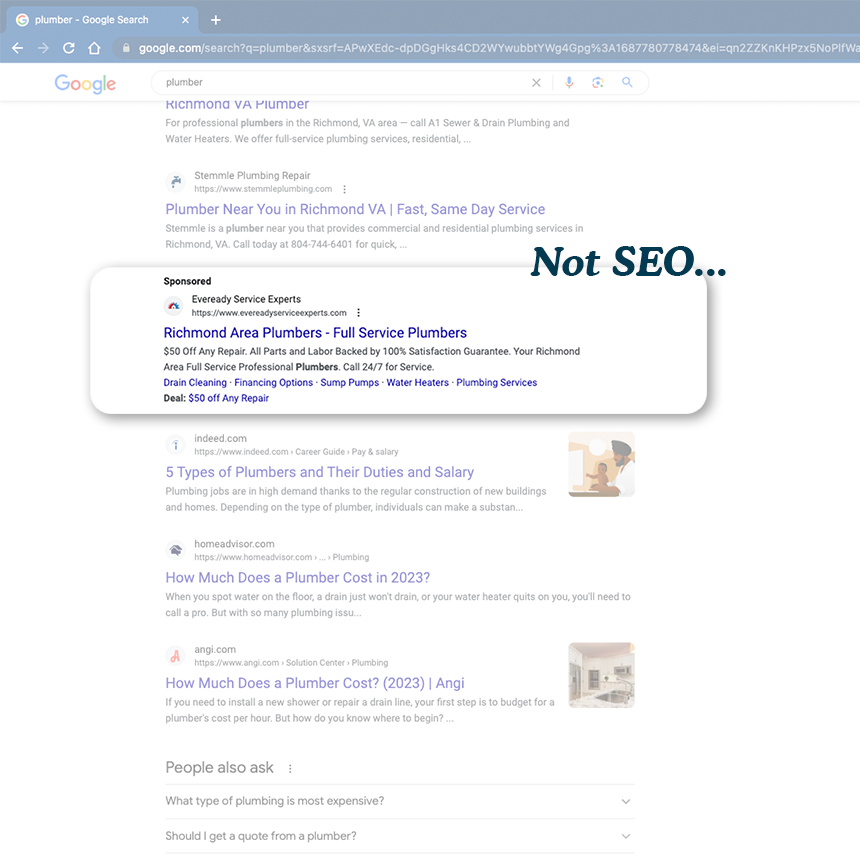 plumber - Google Search
google.com/search?q=plumber&sxsrf=APwXEdc-dpDGgHks4CD2WYwubbtYWg4Gpg%3A1687780778474&ei=qn2ZZKnKHPzx5NoPlfWa
Google
plumber
Richmond VA Plumber
For professional plumbers in the Richmond, VA area — call A1 Sewer & Drain Plumbing and
Water Heaters. We offer full-service plumbing services, residential, ...
Stemmle Plumbing Repair
https://www.stemmleplumbing.com
Plumber Near You in Richmond VA | Fast, Same Day Service
Stemmle is a plumber near you that provides commercial and residential plumbing services in
Richmond, VA. Call today at 804-744-6401 for quick, ...
Not SEO...
Sponsored
Eveready Service Experts
https://www.evereadyserviceexperts.com
Richmond Area Plumbers - Full Service Plumbers
$50 Off Any Repair. All Parts and Labor Backed by 100% Satisfaction Guarantee. Your Richmond
Area Full Service Professional Plumbers. Call 24/7 for Service.
Drain Cleaning · Financing Options · Sump Pumps · Water Heaters · Plumbing Services
Deal: $50 off Any Repair
indeed.com
https://www.indeed.com › Career Guide › Pay & salary
5 Types of Plumbers and Their Duties and Salary
Plumbing jobs are in high demand thanks to the regular construction of new buildings
and homes. Depending on the type of plumber, individuals can make a substan...
homeadvisor.com
https://www.homeadvisor.com › ... › Plumbing
How Much Does a Plumber Cost in 2023?
When you spot water on the floor, a drain just won't drain, or your water heater quits on you, you'll need to
call a pro. But with so many plumbing issu...
angi.com
https://www.angi.com › Solution Center › Plumbing
How Much Does a Plumber Cost? (2023) | Angi
If you need to install a new shower or repair a drain line, your first step is to budget for a
plumber's cost per hour. But how do you know where to begin? ...
People also ask
What type of plumbing is most expensive?
Should I get a quote from a plumber?